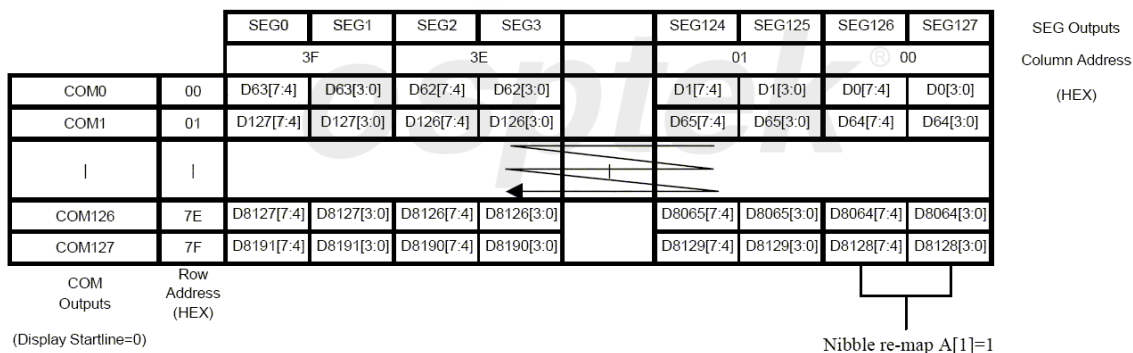 SEG0 SEG1 SEG2 SEG3 SEG124 SEG125 SEG126 SEG127 SEG Outputs
3F 3E 01 00 Column Address
(HEX)
COM0 00 D63[7:4] D63[3:0] D62[7:4] D62[3:0] D1[7:4] D1[3:0] D0[7:4] D0[3:0]
COM1 01 D127[7:4] D127[3:0] D126[7:4] D126[3:0] D65[7:4] D65[3:0] D64[7:4] D64[3:0]
| | |
COM126 7E D8127[7:4] D8127[3:0] D8126[7:4] D8126[3:0] D8065[7:4] D8065[3:0] D8064[7:4] D8064[3:0]
COM127 7F D8191[7:4] D8191[3:0] D8190[7:4] D8190[3:0] D8129[7:4] D8129[3:0] D8128[7:4] D8128[3:0]
COM
Outputs
Row
Address
(HEX)
(Display Startline=0)
Nibble re-map A[1]=1
osptek ®